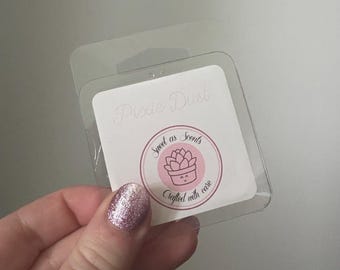 Pixie Dust
Sweet as Scents
Crafted with care